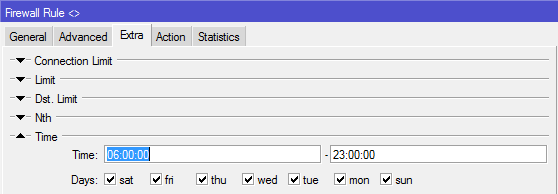 Firewall Rule <>
General Advanced Extra Action Statistics
Connection Limit
Limit
Dst. Limit
Nth
Time
Time: 06:00:00 - 23:00:00
Days: sat fri thu wed tue mon sun